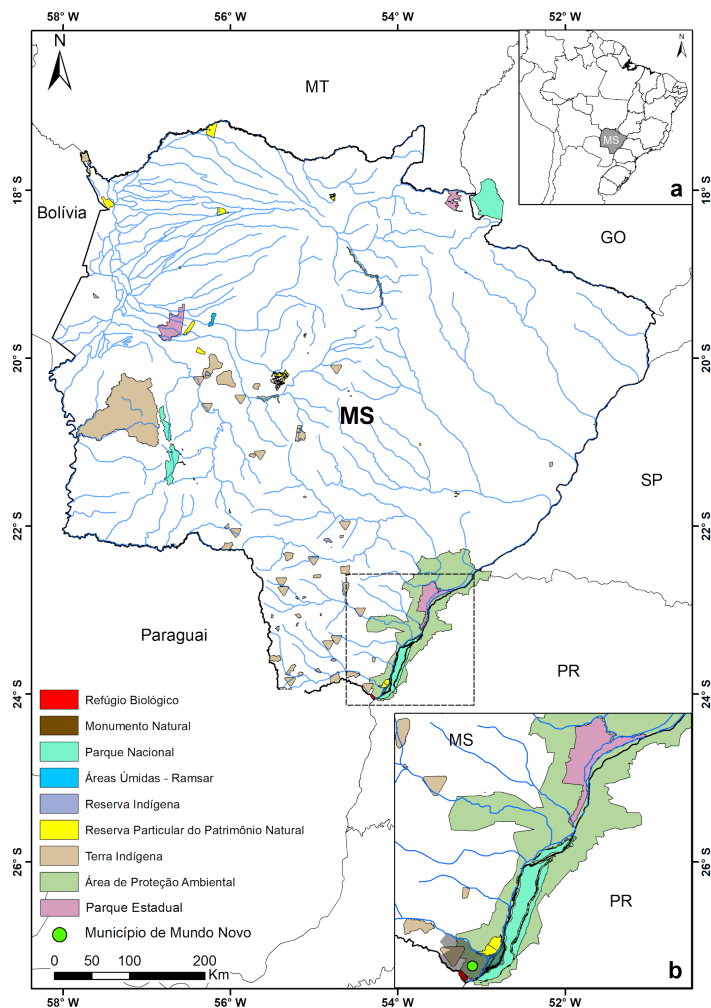 58°W
56°W
54°W
52°W
N
MT
N
MS
a
18°S
18°S
Bolívia
GO
20°S
20°S
MS
SP
22°S
22°S
Paraguai
PR
24°S
24°S
Refúgio Biológico
Monumento Natural
Parque Nacional
Áreas Úmidas - Ramsar
Reserva Indígena
Reserva Particular do Patrimônio Natural
Terra Indígena
Área de Proteção Ambiental
Parque Estadual
Município de Mundo Novo
0 50 100 200
Km
MS
PR
b
26°S
26°S
58°W
56°W
54°W
52°W